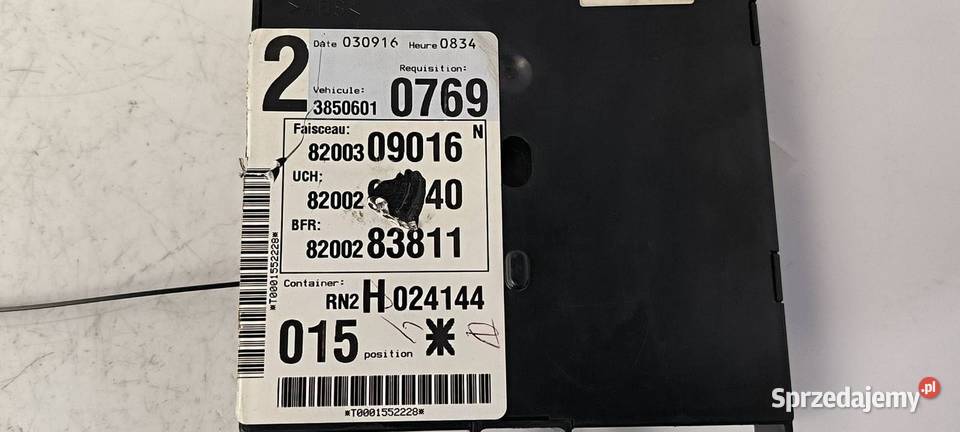 2 Dàte 030916 Heure 0834
Requisition:
Vehicule:
3850601 0769
Faisceau: N
82003 09016
UCH:
82002 40
BFR:
82002 83811
Container:
RN2 H 024144
015 position
*T0001552228*
*T0001552228*
Sprzedajemy.pl